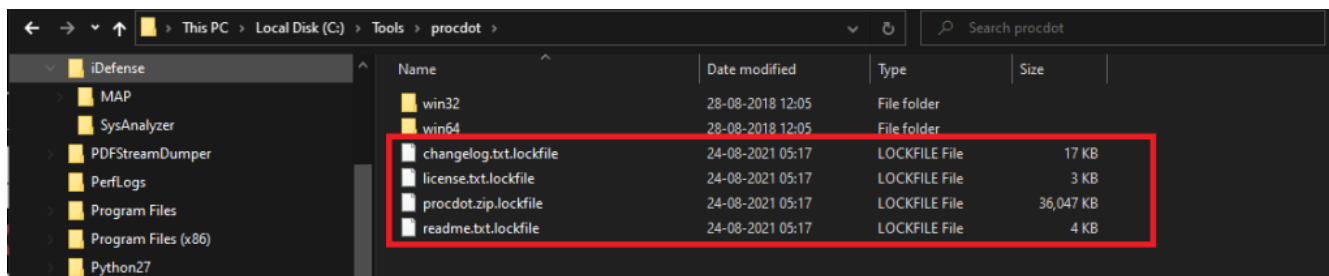 This PC > Local Disk (C:) > Tools > procdot >
Search procdot
iDefense
MAP
SysAnalyzer
PDFStreamDumper
PerfLogs
Program Files
Program Files (x86)
Python27
Name Date modified Type Size
win32 28-08-2018 12:05 File folder
win64 28-08-2018 12:05 File folder
changelog.txt.lockfile 24-08-2021 05:17 LOCKFILE File 17 KB
license.txt.lockfile 24-08-2021 05:17 LOCKFILE File 3 KB
procdot.zip.lockfile 24-08-2021 05:17 LOCKFILE File 36,047 KB
readme.txt.lockfile 24-08-2021 05:17 LOCKFILE File 4 KB